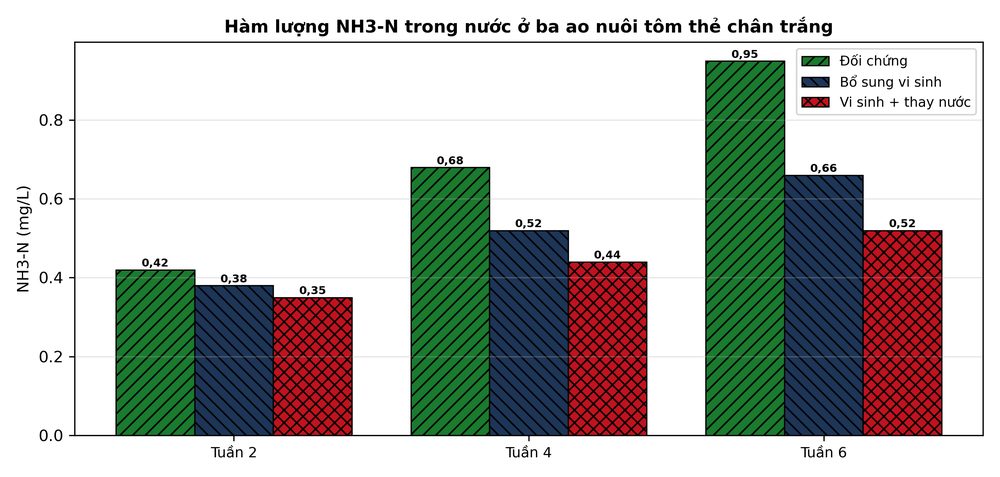 Hàm lượng NH3-N trong nước ở ba ao nuôi tôm thẻ chân trắng
NH3-N (mg/L)
0.8
0.6
0.4
0.2
0.0
0,42
0,38
0,35
0,68
0,52
0,44
0,95
0,66
0,52
Đối chứng
Bổ sung vi sinh
Vi sinh + thay nước
Tuần 2
Tuần 4
Tuần 6